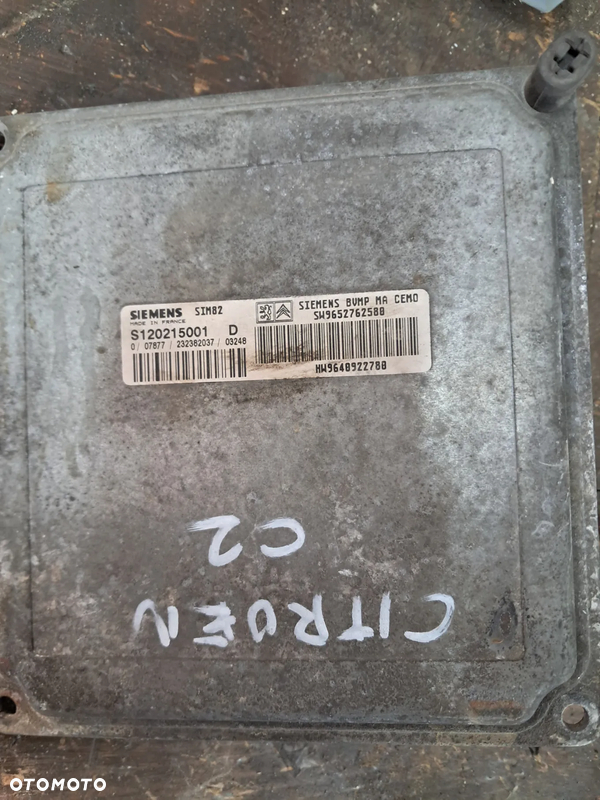 SIEMENS SIM82
MADE IN FRANCE
S120215001 D
0 / 07877 / 232382037 / 03248
SIEMENS BVMP MA CEMO
SW9652762580
HW9640922780
CITROEN
C2
OTOMOTO